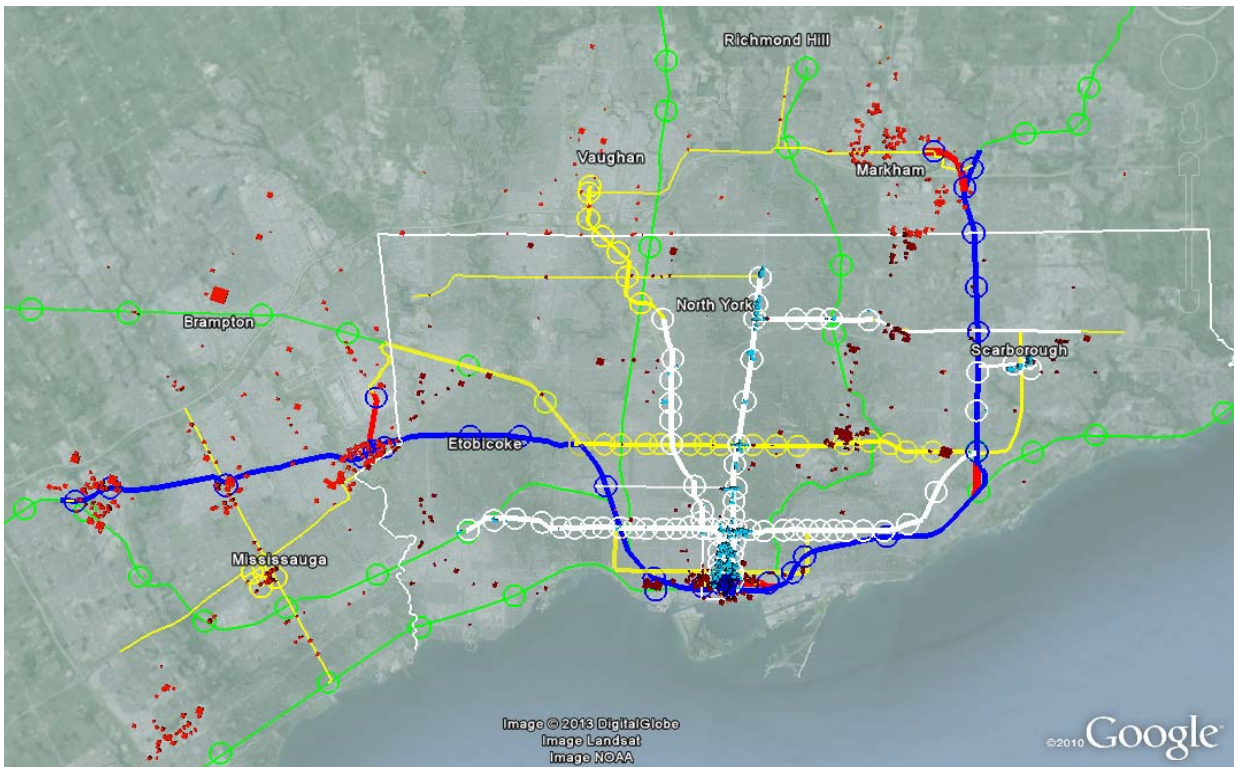 Richmond Hill
Vaughan
Markham
North York
Brampton
Scarborough
Etobicoke
Mississauga
Image © 2013 DigitalGlobe
Image Landsat
Image NOAA
©2010 Google